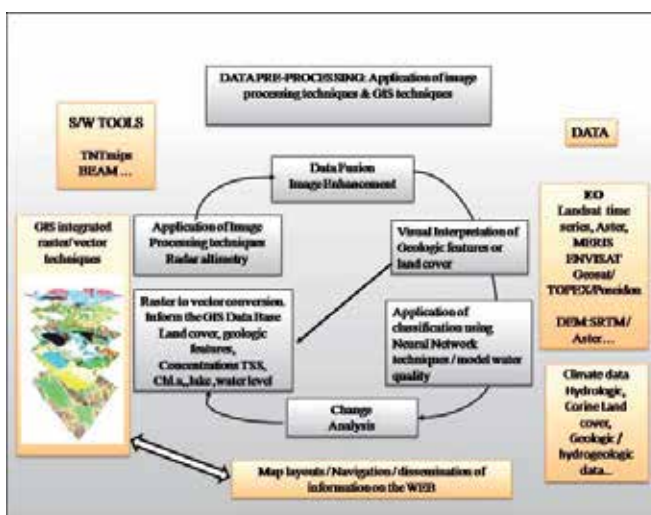 DATA PRE-PROCESSING: Application of image
processing techniques & GIS techniques
S/W TOOLS
TNTmips
BEAM ...
DATA
Data Fusion
Image Enhancement
GIS integrated
raster/vector
techniques
Application of Image
Processing techniques
Radar altimetry
Visual Interpretation of
Geologic features or
land cover
EO
Landsat time
series, Aster,
MERIS
ENVISAT
Geosat/
TOPEX/Poseidon
DEM:SRTM/
Aster...
Raster in vector conversion.
Inform the GIS Data Base
Land cover, geologic
features,
Concentrations TSS,
Chl.a,, lake ,water level
Application of
classification using
Neural Network
techniques / model water
quality
Change
Analysis
Climate data
Hydrologic,
Corine Land
cover,
Geologic /
hydrogeologic
data...
Map layouts / Navigation / dissemination of
information on the WEB